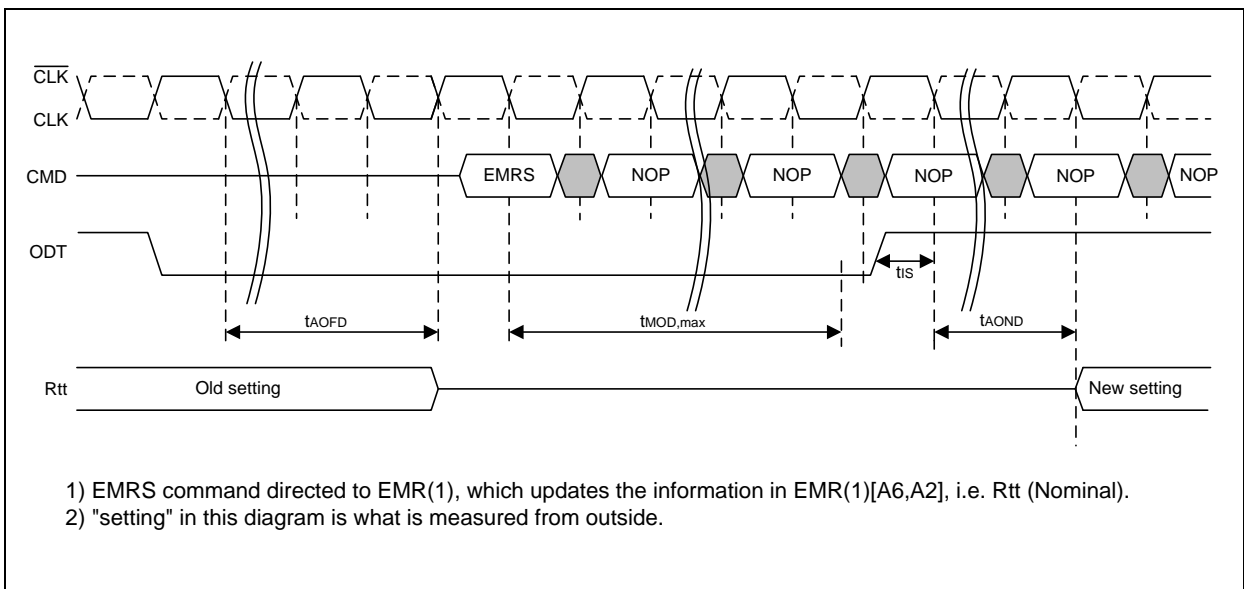 CLK
CLK
CMD EMRS NOP NOP NOP NOP NOP
ODT
tIS
tAOFD tMOD,max tAOND
Rtt Old setting New setting
1) EMRS command directed to EMR(1), which updates the information in EMR(1)[A6,A2], i.e. Rtt (Nominal).
2) "setting" in this diagram is what is measured from outside.